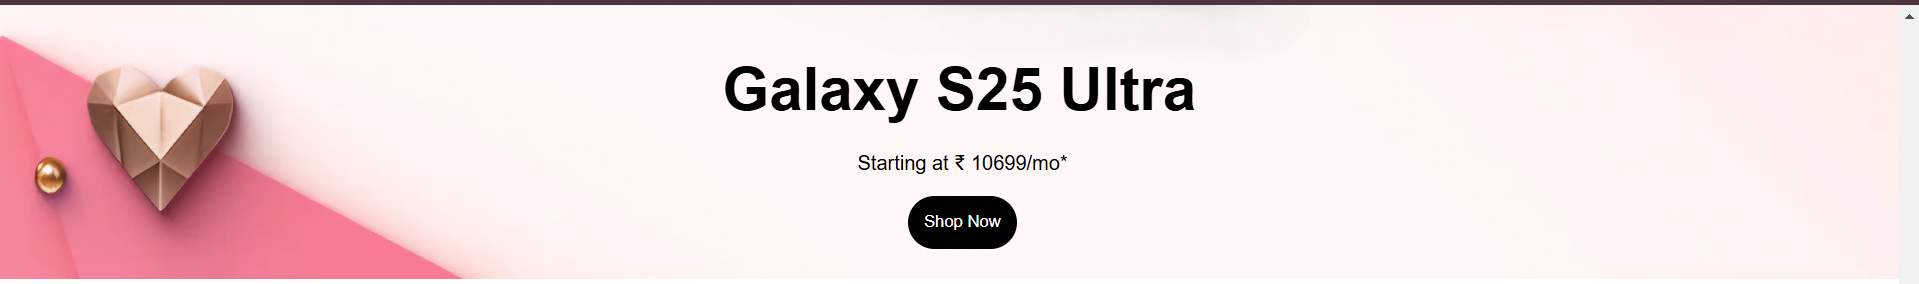 Galaxy S25 Ultra
Starting at ₹ 10699/mo*
Shop Now